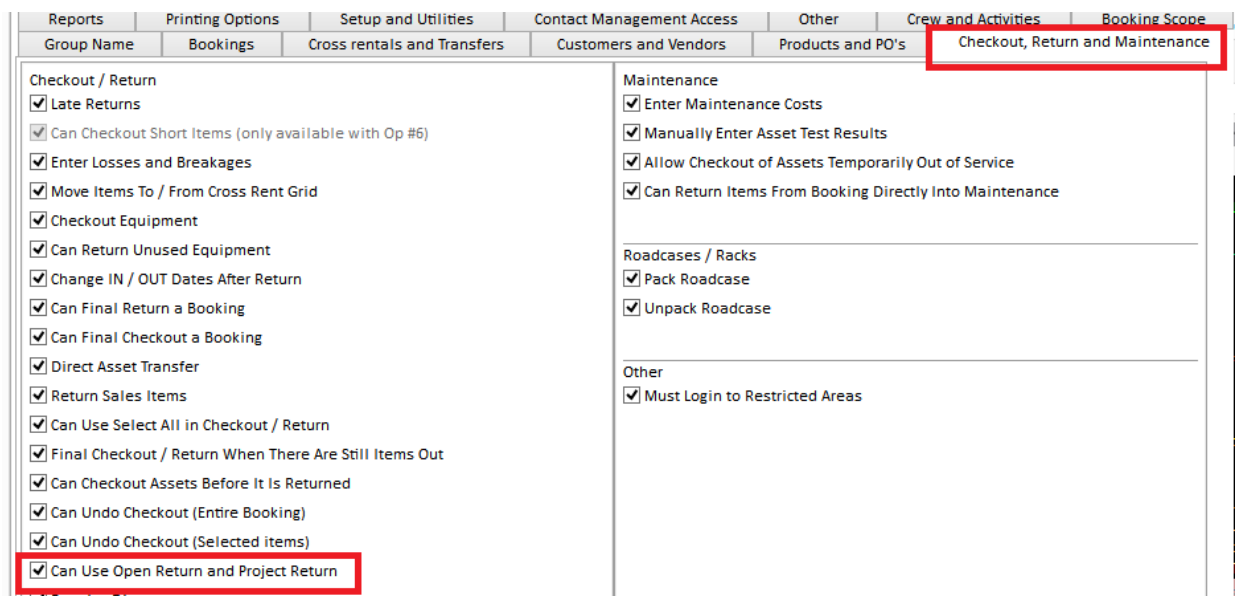 Reports
Printing Options
Setup and Utilities
Contact Management Access
Other
Crew and Activities
Booking Scope
Group Name
Bookings
Cross rentals and Transfers
Customers and Vendors
Products and PO's
Checkout, Return and Maintenance
Checkout / Return
Late Returns
Can Checkout Short Items (only available with Op #6)
Enter Losses and Breakages
Move Items To / From Cross Rent Grid
Checkout Equipment
Can Return Unused Equipment
Change IN / OUT Dates After Return
Can Final Return a Booking
Can Final Checkout a Booking
Direct Asset Transfer
Return Sales Items
Can Use Select All in Checkout / Return
Final Checkout / Return When There Are Still Items Out
Can Checkout Assets Before It Is Returned
Can Undo Checkout (Entire Booking)
Can Undo Checkout (Selected items)
Can Use Open Return and Project Return
Maintenance
Enter Maintenance Costs
Manually Enter Asset Test Results
Allow Checkout of Assets Temporarily Out of Service
Can Return Items From Booking Directly Into Maintenance
Roadcases / Racks
Pack Roadcase
Unpack Roadcase
Other
Must Login to Restricted Areas